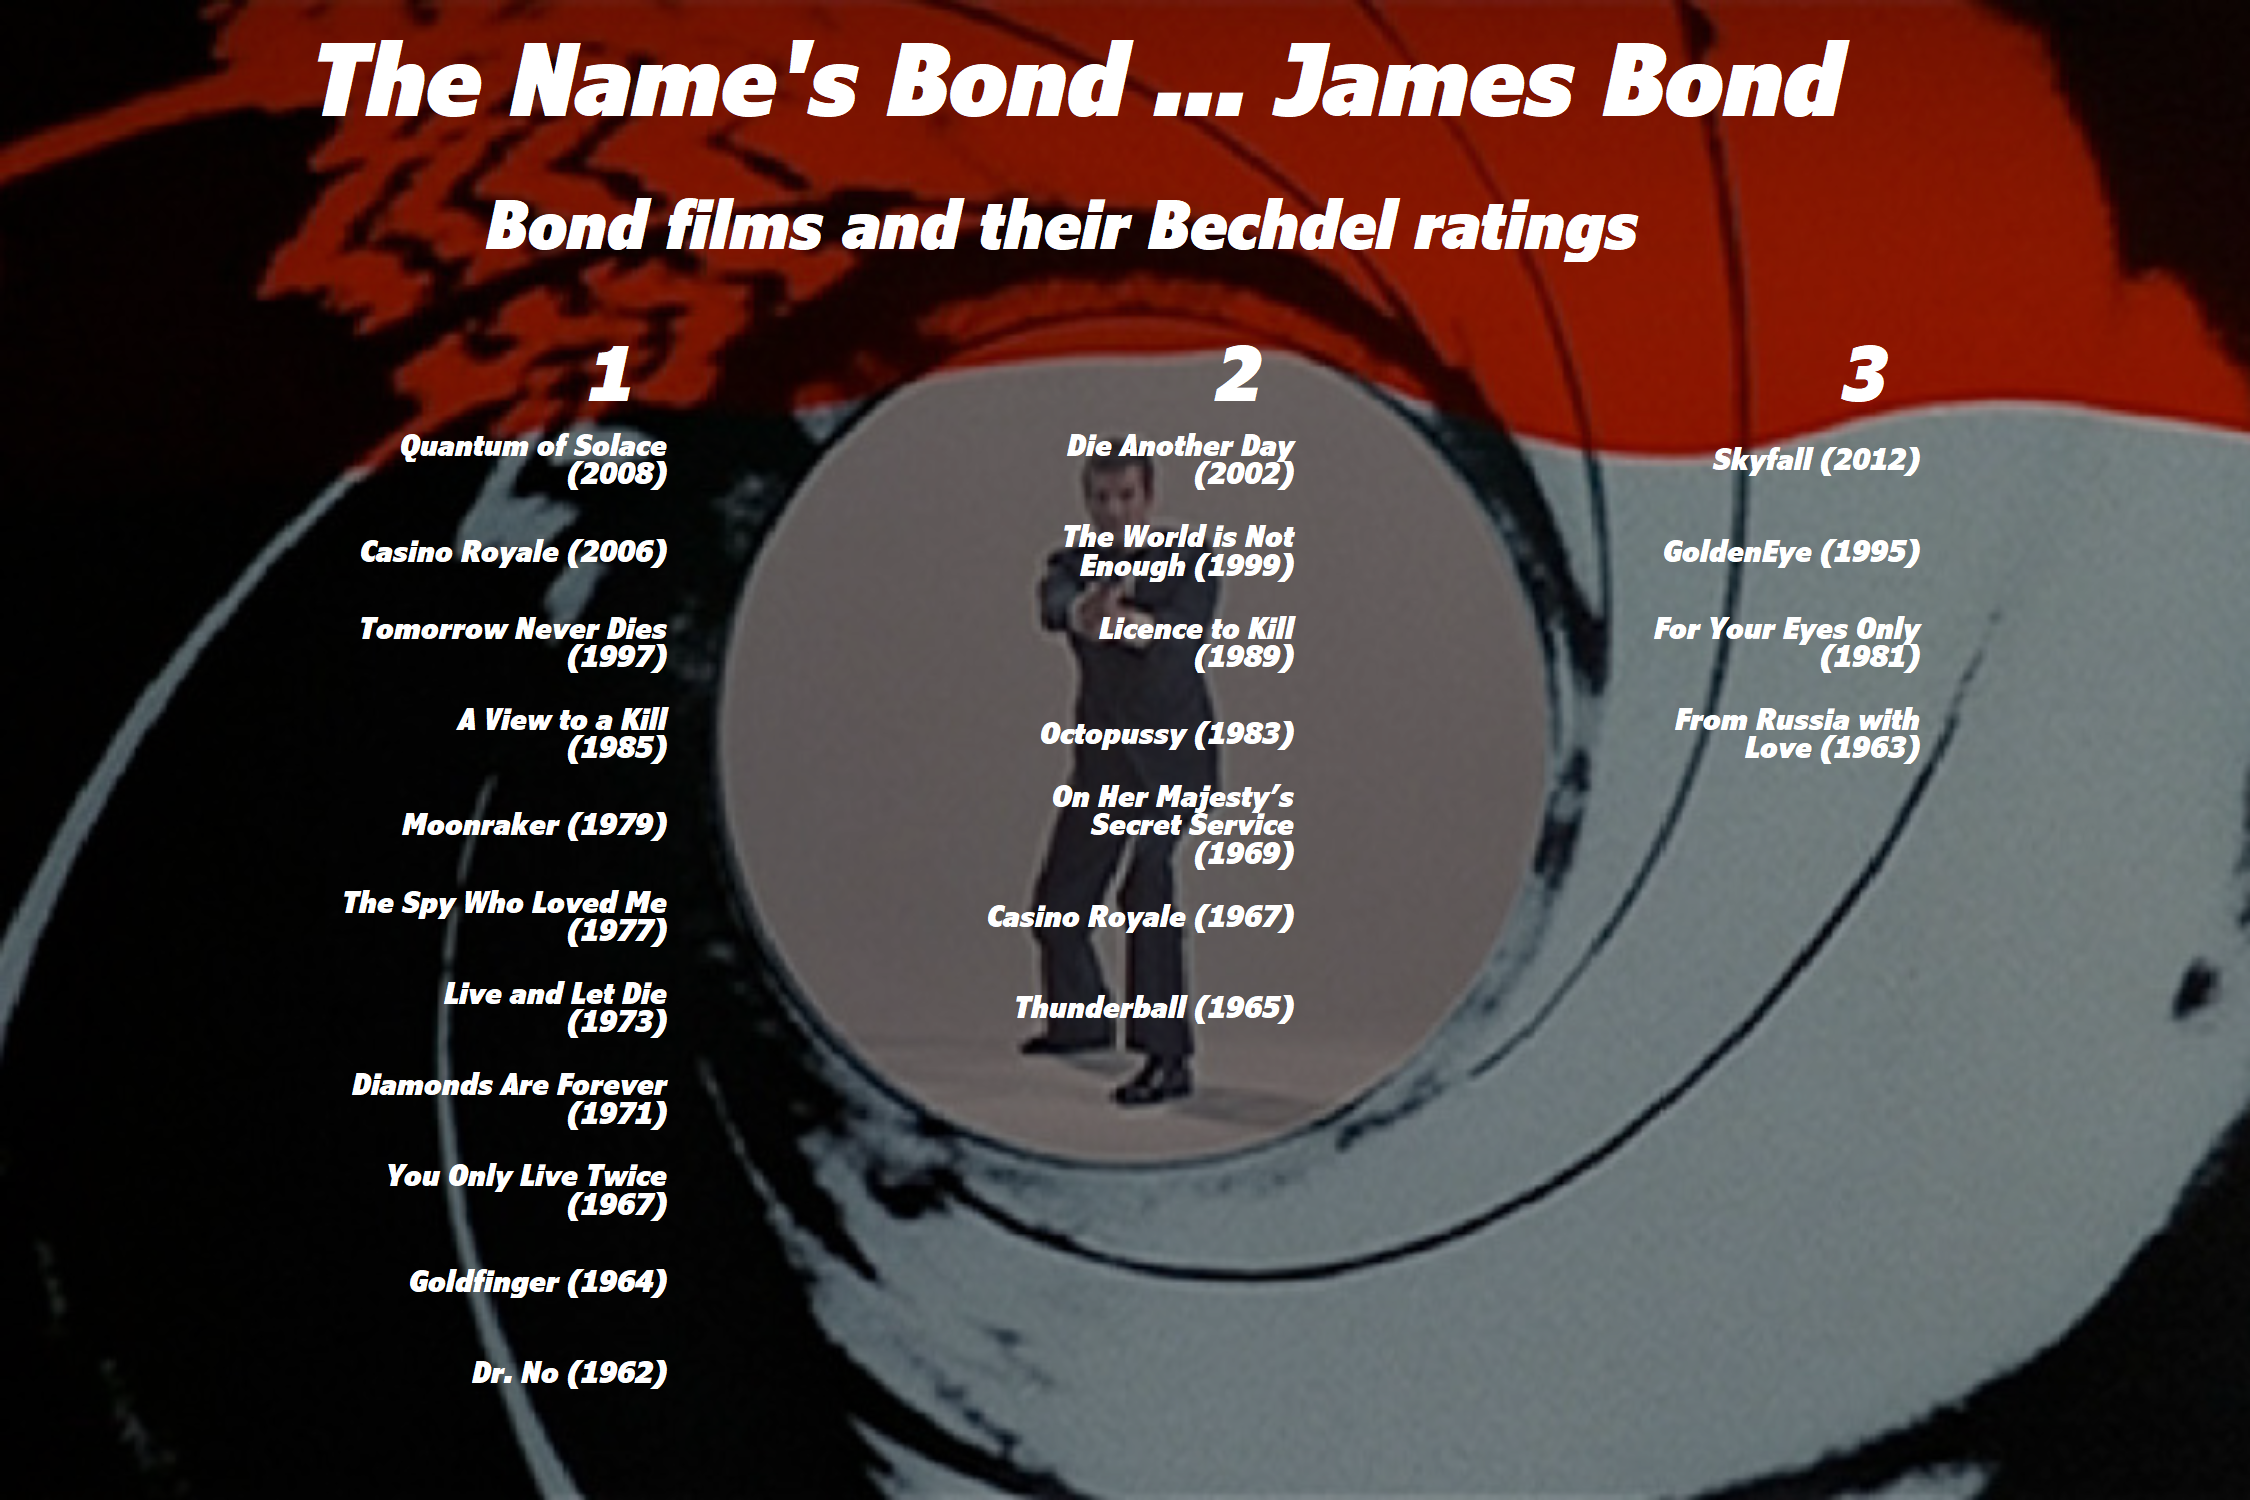 The Name's Bond ... James Bond
Bond films and their Bechdel ratings
1
Quantum of Solace
(2008)
Casino Royale (2006)
Tomorrow Never Dies
(1997)
A View to a Kill
(1985)
Moonraker (1979)
The Spy Who Loved Me
(1977)
Live and Let Die
(1973)
Diamonds Are Forever
(1971)
You Only Live Twice
(1967)
Goldfinger (1964)
Dr. No (1962)
2
Die Another Day
(2002)
The World is Not
Enough (1999)
Licence to Kill
(1989)
Octopussy (1983)
On Her Majesty’s
Secret Service
(1969)
Casino Royale (1967)
Thunderball (1965)
3
Skyfall (2012)
GoldenEye (1995)
For Your Eyes Only
(1981)
From Russia with
Love (1963)